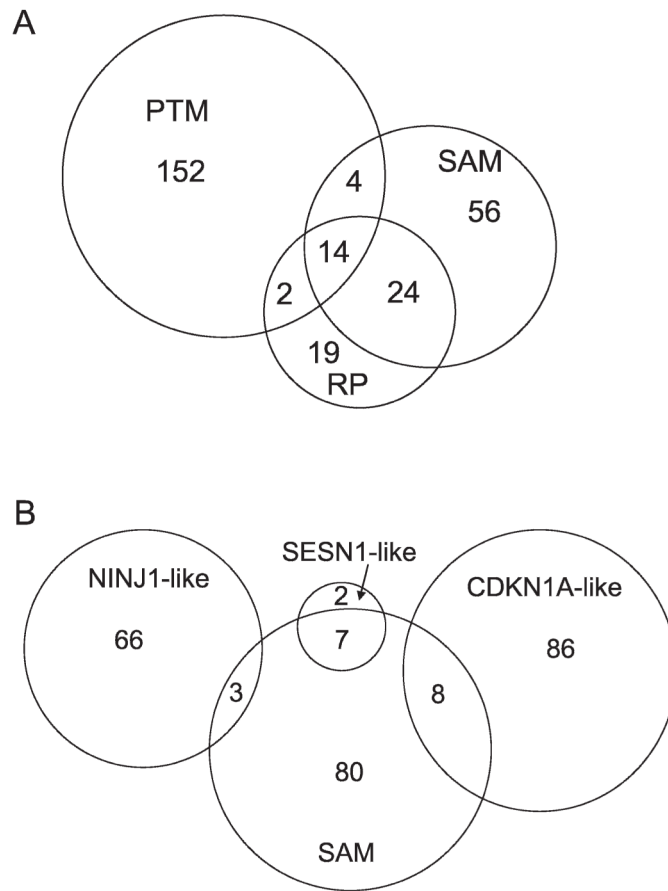 A
PTM
152
4
SAM
56
14
2
24
19
RP
B
SESN1-like
NINJ1-like
2
CDKN1A-like
66
7
86
3
8
80
SAM